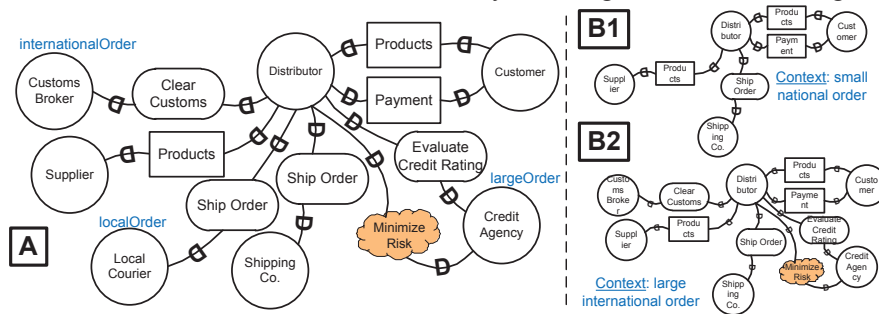 internationalOrder
Customs
Broker
Clear
Customs
Distributor
Products
Payment
Customer
Supplier
Products
Ship Order
Ship Order
Evaluate
Credit Rating
largeOrder
Minimize
Risk
Credit
Agency
localOrder
Local
Courier
Shipping
Co.
A
B1
Distri
butor
Produ
cts
Paym
ent
Cust
omer
Suppl
ier
Produ
cts
Ship
Order
Shipp
ing
Co.
Context: small
national order
B2
Custo
ms
Broke
r
Clear
Customs
Distri
butor
Produ
cts
Payme
nt
Custo
mer
Suppl
ier
Produ
cts
Ship Order
Evaluate
Credit Rating
Minimize
Risk
Credit
Agen
cy
Shipp
ing
Co.
Context: large
international order